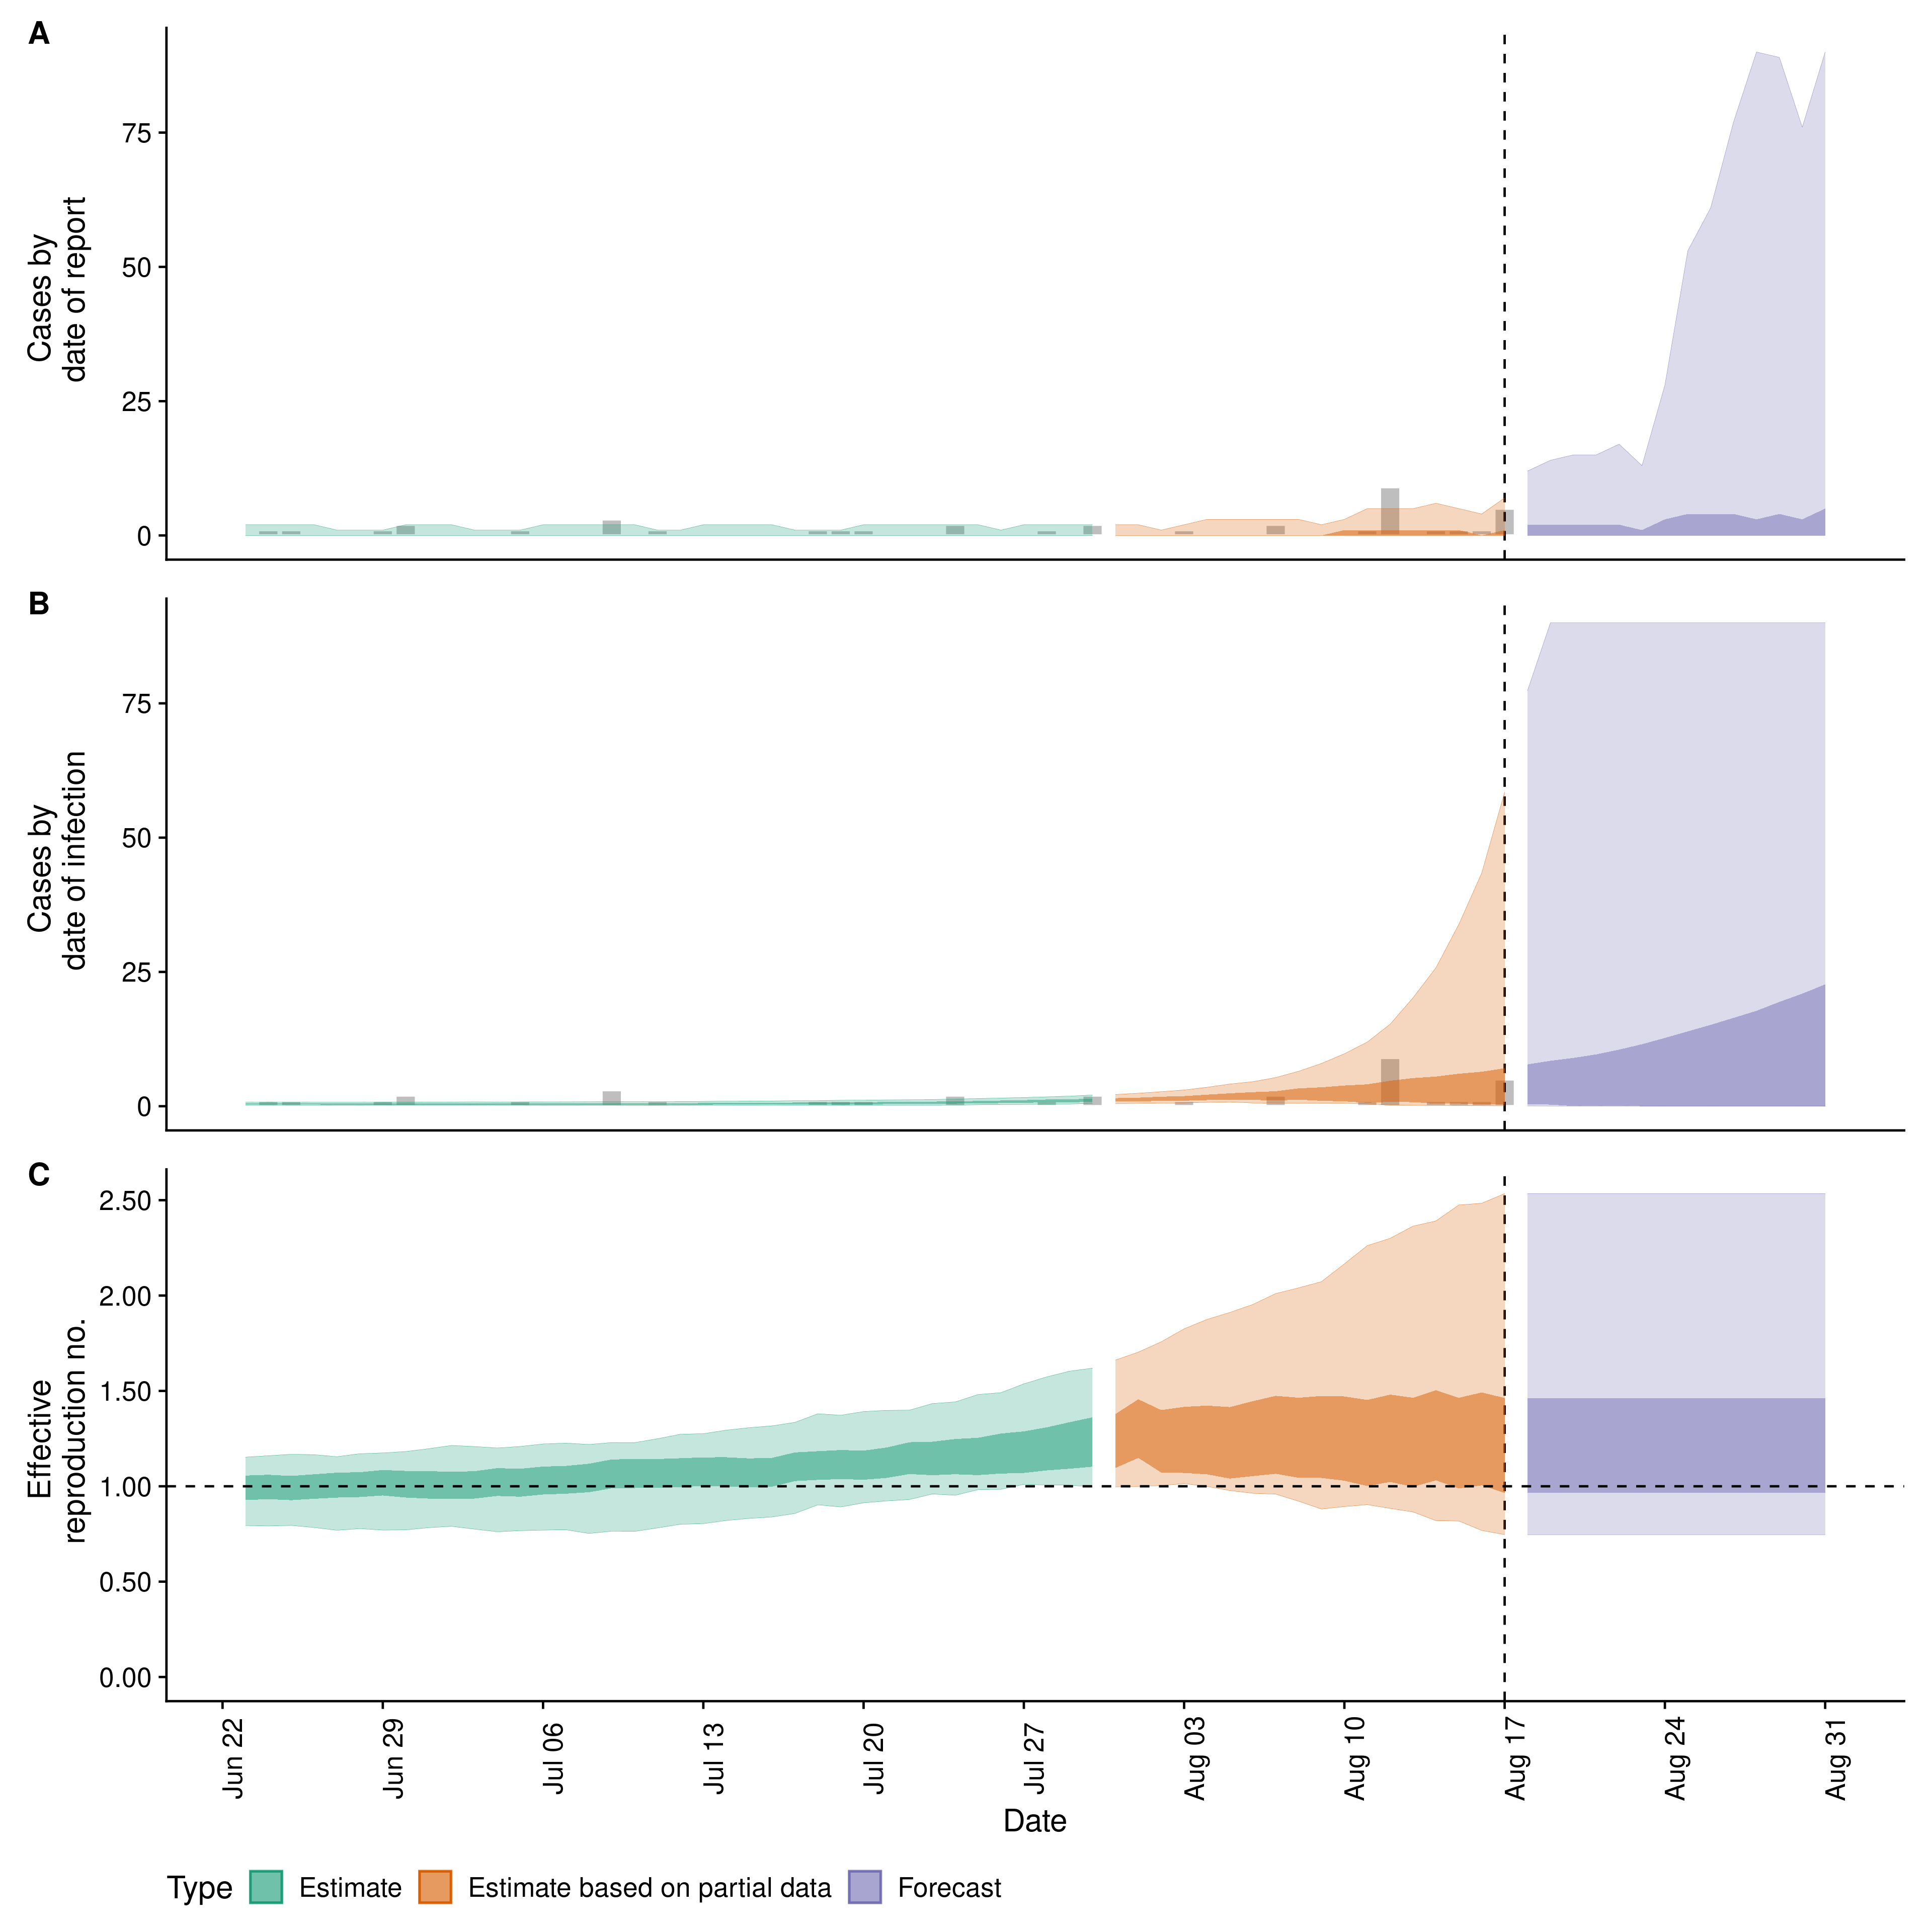 A
Cases by
date of report
75
50
25
0
B
Cases by
date of infection
75
50
25
0
C
Effective
reproduction no.
2.50
2.00
1.50
1.00
0.50
0.00
Jun 22
Jun 29
Jul 06
Jul 13
Jul 20
Jul 27
Aug 03
Aug 10
Aug 17
Aug 24
Aug 31
Date
Type Estimate Estimate based on partial data Forecast